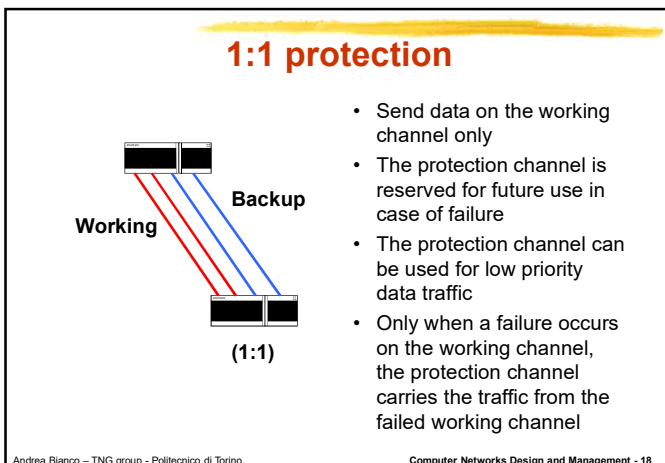 1:1 protection
Working
Backup
(1:1)
• Send data on the working
channel only
• The protection channel is
reserved for future use in
case of failure
• The protection channel can
be used for low priority
data traffic
• Only when a failure occurs
on the working channel,
the protection channel
carries the traffic from the
failed working channel
Andrea Bianco – TNG group - Politecnico di Torino
Computer Networks Design and Management - 18